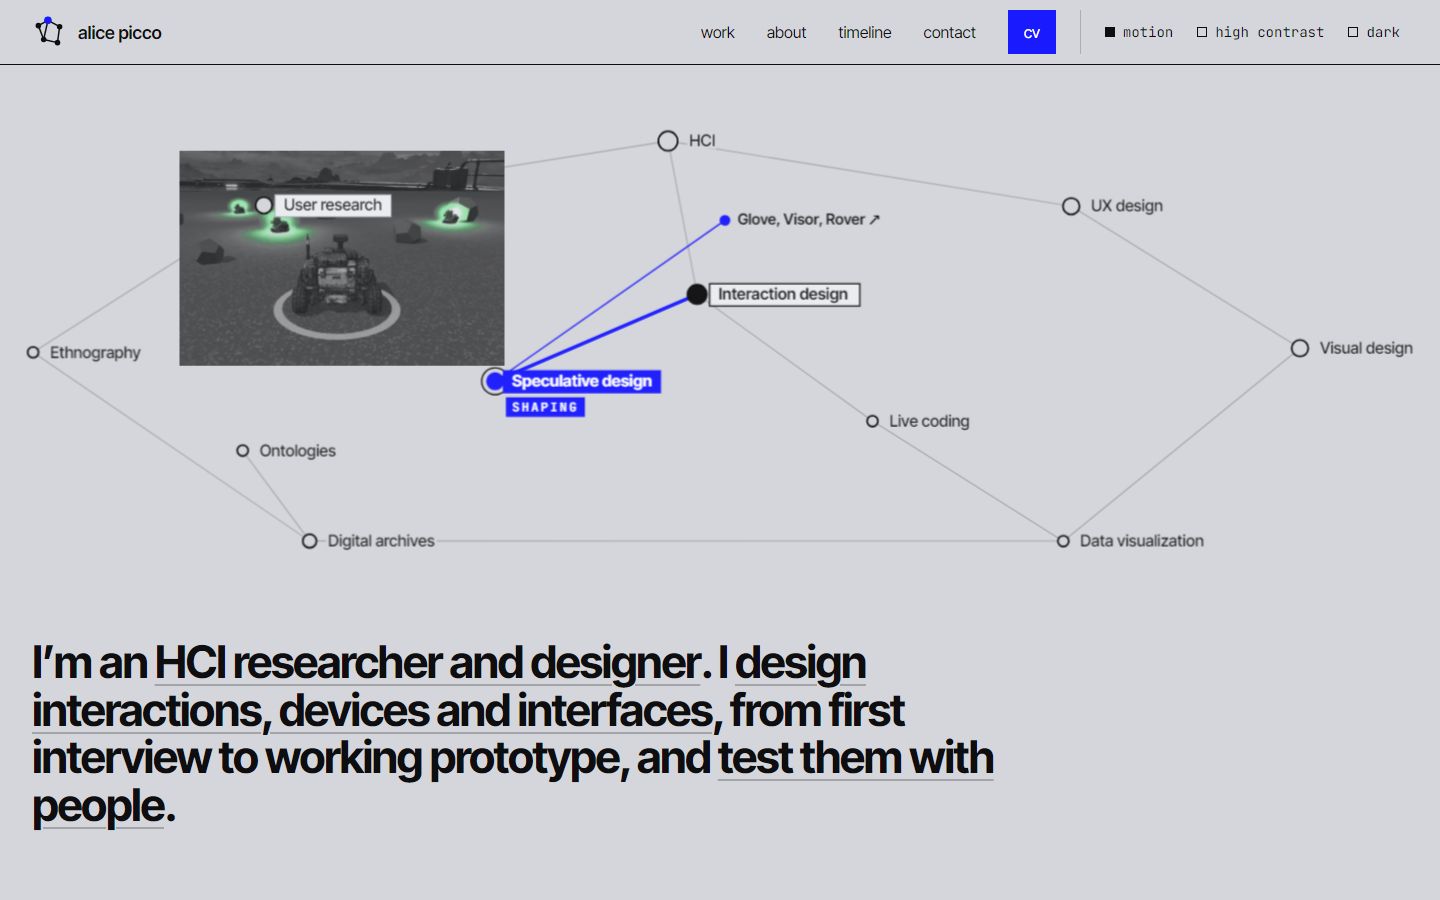 alice picco
work about timeline contact cv motion high contrast dark
HCI
User research
UX design
Glove, Visor, Rover ↗
Interaction design
Ethnography
Visual design
Speculative design
SHAPING
Live coding
Ontologies
Digital archives
Data visualization
I’m an HCI researcher and designer. I design
interactions, devices and interfaces, from first
interview to working prototype, and test them with
people.